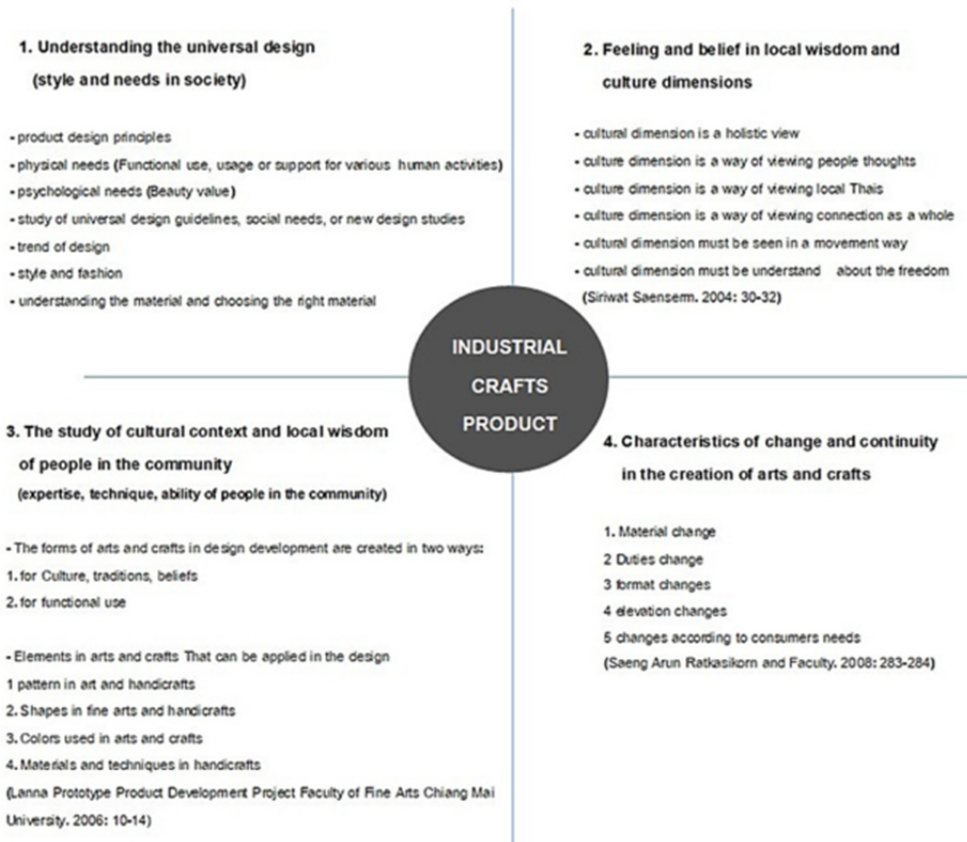 1. Understanding the universal design
(style and needs in society)
- product design principles
- physical needs (Functional use, usage or support for various human activities)
- psychological needs (Beauty value)
- study of universal design guidelines, social needs, or new design studies
- trend of design
- style and fashion
- understanding the material and choosing the right material
2. Feeling and belief in local wisdom and
culture dimensions
- cultural dimension is a holistic view
- culture dimension is a way of viewing people thoughts
- culture dimension is a way of viewing local Thais
- culture dimension is a way of viewing connection as a whole
- cultural dimension must be seen in a movement way
- cultural dimension must be understand about the freedom
(Siriwat Saenserm. 2004: 30-32)
INDUSTRIAL
CRAFTS
PRODUCT
3. The study of cultural context and local wisdom
of people in the community
(expertise, technique, ability of people in the community)
- The forms of arts and crafts in design development are created in two ways:
1. for Culture, traditions, beliefs
2. for functional use
- Elements in arts and crafts That can be applied in the design
1 pattern in art and handicrafts
2. Shapes in fine arts and handicrafts
3. Colors used in arts and crafts
4. Materials and techniques in handicrafts
(Lanna Prototype Product Development Project Faculty of Fine Arts Chiang Mai
University. 2006: 10-14)
4. Characteristics of change and continuity
in the creation of arts and crafts
1. Material change
2 Duties change
3 format changes
4 elevation changes
5 changes according to consumers needs
(Saeng Arun Ratkasikorn and Faculty. 2008: 283-284)